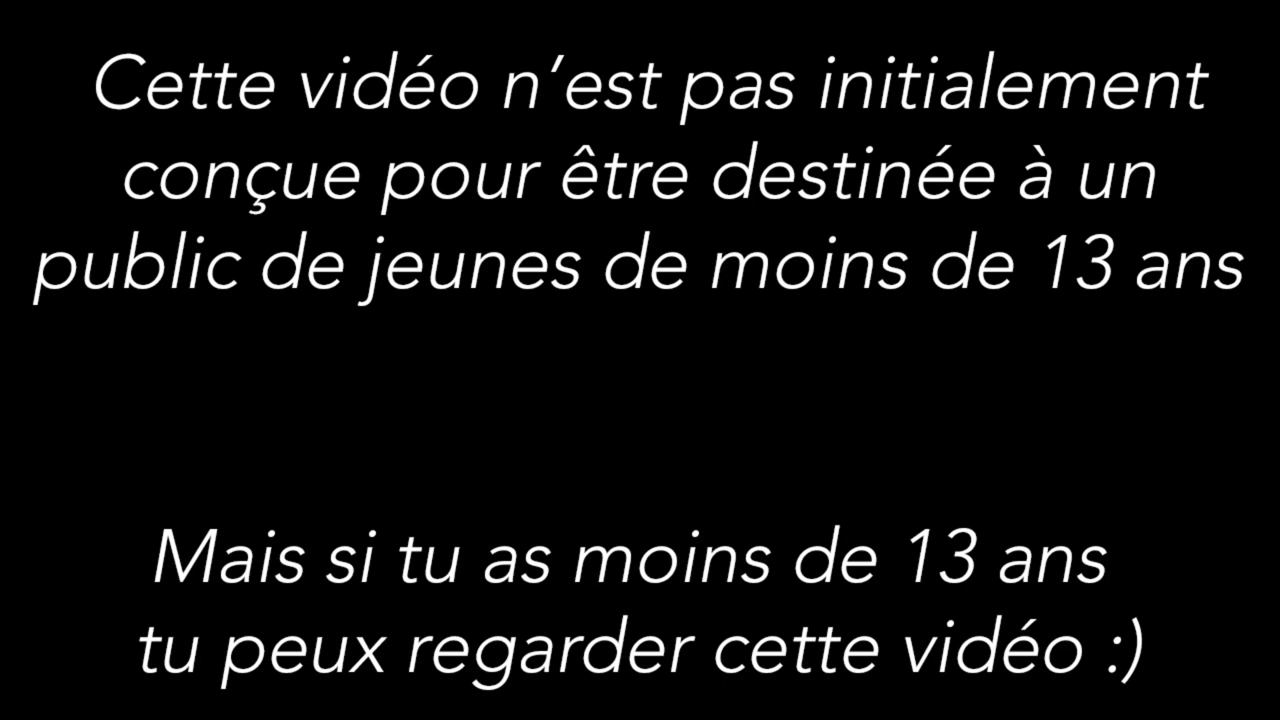 Cette vidéo n’est pas initialement
conçue pour être destinée à un
public de jeunes de moins de 13 ans
Mais si tu as moins de 13 ans
tu peux regarder cette vidéo :)